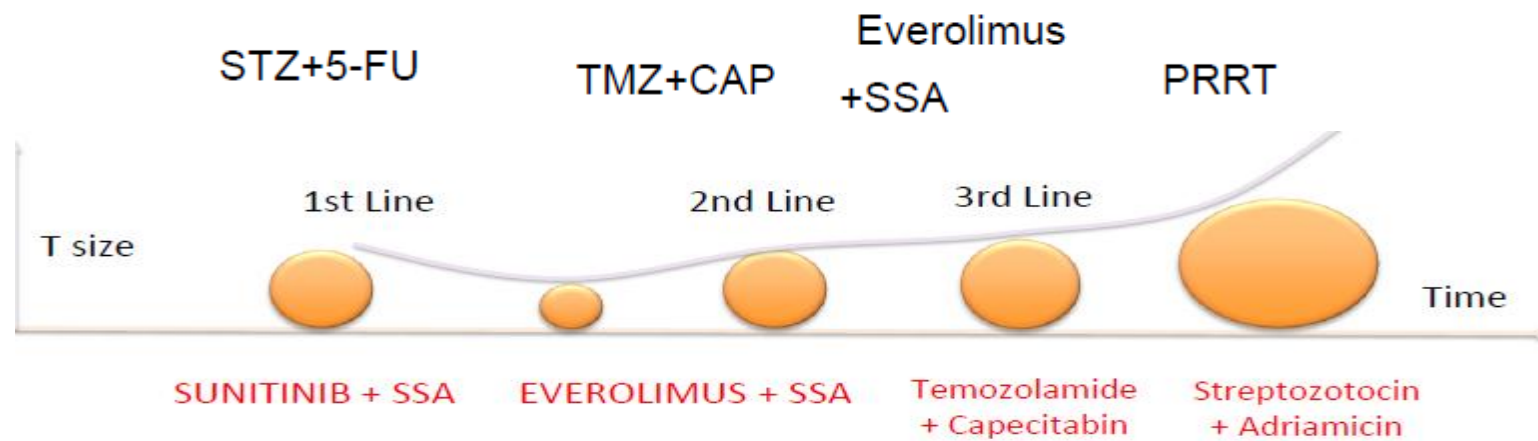 STZ+5-FU
TMZ+CAP
Everolimus
+SSA
PRRT
1st Line
2nd Line
3rd Line
T size
Time
SUNITINIB + SSA
EVEROLIMUS + SSA
Temozolamide
+ Capecitabin
Streptozotocin
+ Adriamicin